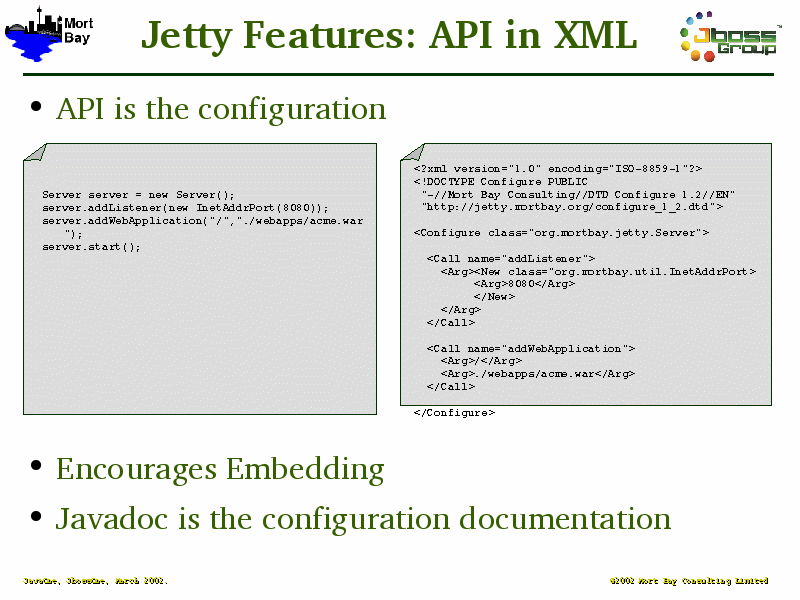 Mort
Bay
Jetty Features: API in XML
Jboss
Group
™
• API is the configuration
Server server = new Server();
server.addListener(new InetAddrPort(8080));
server.addWebApplication("/","./webapps/acme.war
");
server.start();
<?xml version="1.0" encoding="ISO-8859-1"?>
<!DOCTYPE Configure PUBLIC
"-//Mort Bay Consulting//DTD Configure 1.2//EN"
"http://jetty.mortbay.org/configure_1_2.dtd">
<Configure class="org.mortbay.jetty.Server">
<Call name="addListener">
<Arg><New class="org.mortbay.util.InetAddrPort>
<Arg>8080</Arg>
</New>
</Arg>
</Call>
<Call name="addWebApplication">
<Arg>/</Arg>
<Arg>./webapps/acme.war</Arg>
</Call>
</Configure>
• Encourages Embedding
• Javadoc is the configuration documentation
JavaOne, JbossOne, March 2002.
©2002 Mort Bay Consulting Limited